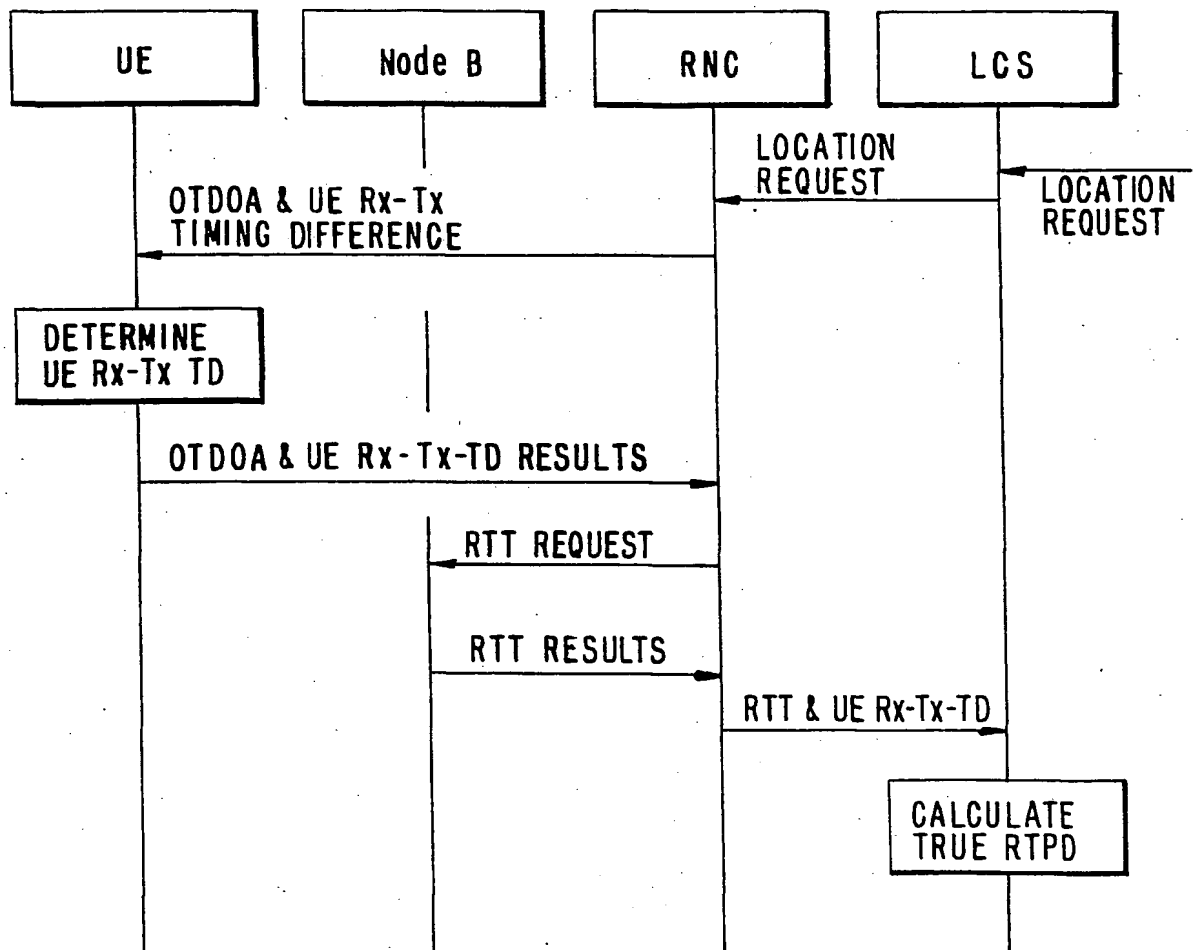 UE
Node B
RNC
LCS
LOCATION
REQUEST
LOCATION
REQUEST
OTDOA & UE Rx-Tx
TIMING DIFFERENCE
DETERMINE
UE Rx-Tx TD
OTDOA & UE Rx-Tx-TD RESULTS
RTT REQUEST
RTT RESULTS
RTT & UE Rx-Tx-TD
CALCULATE
TRUE RTPD